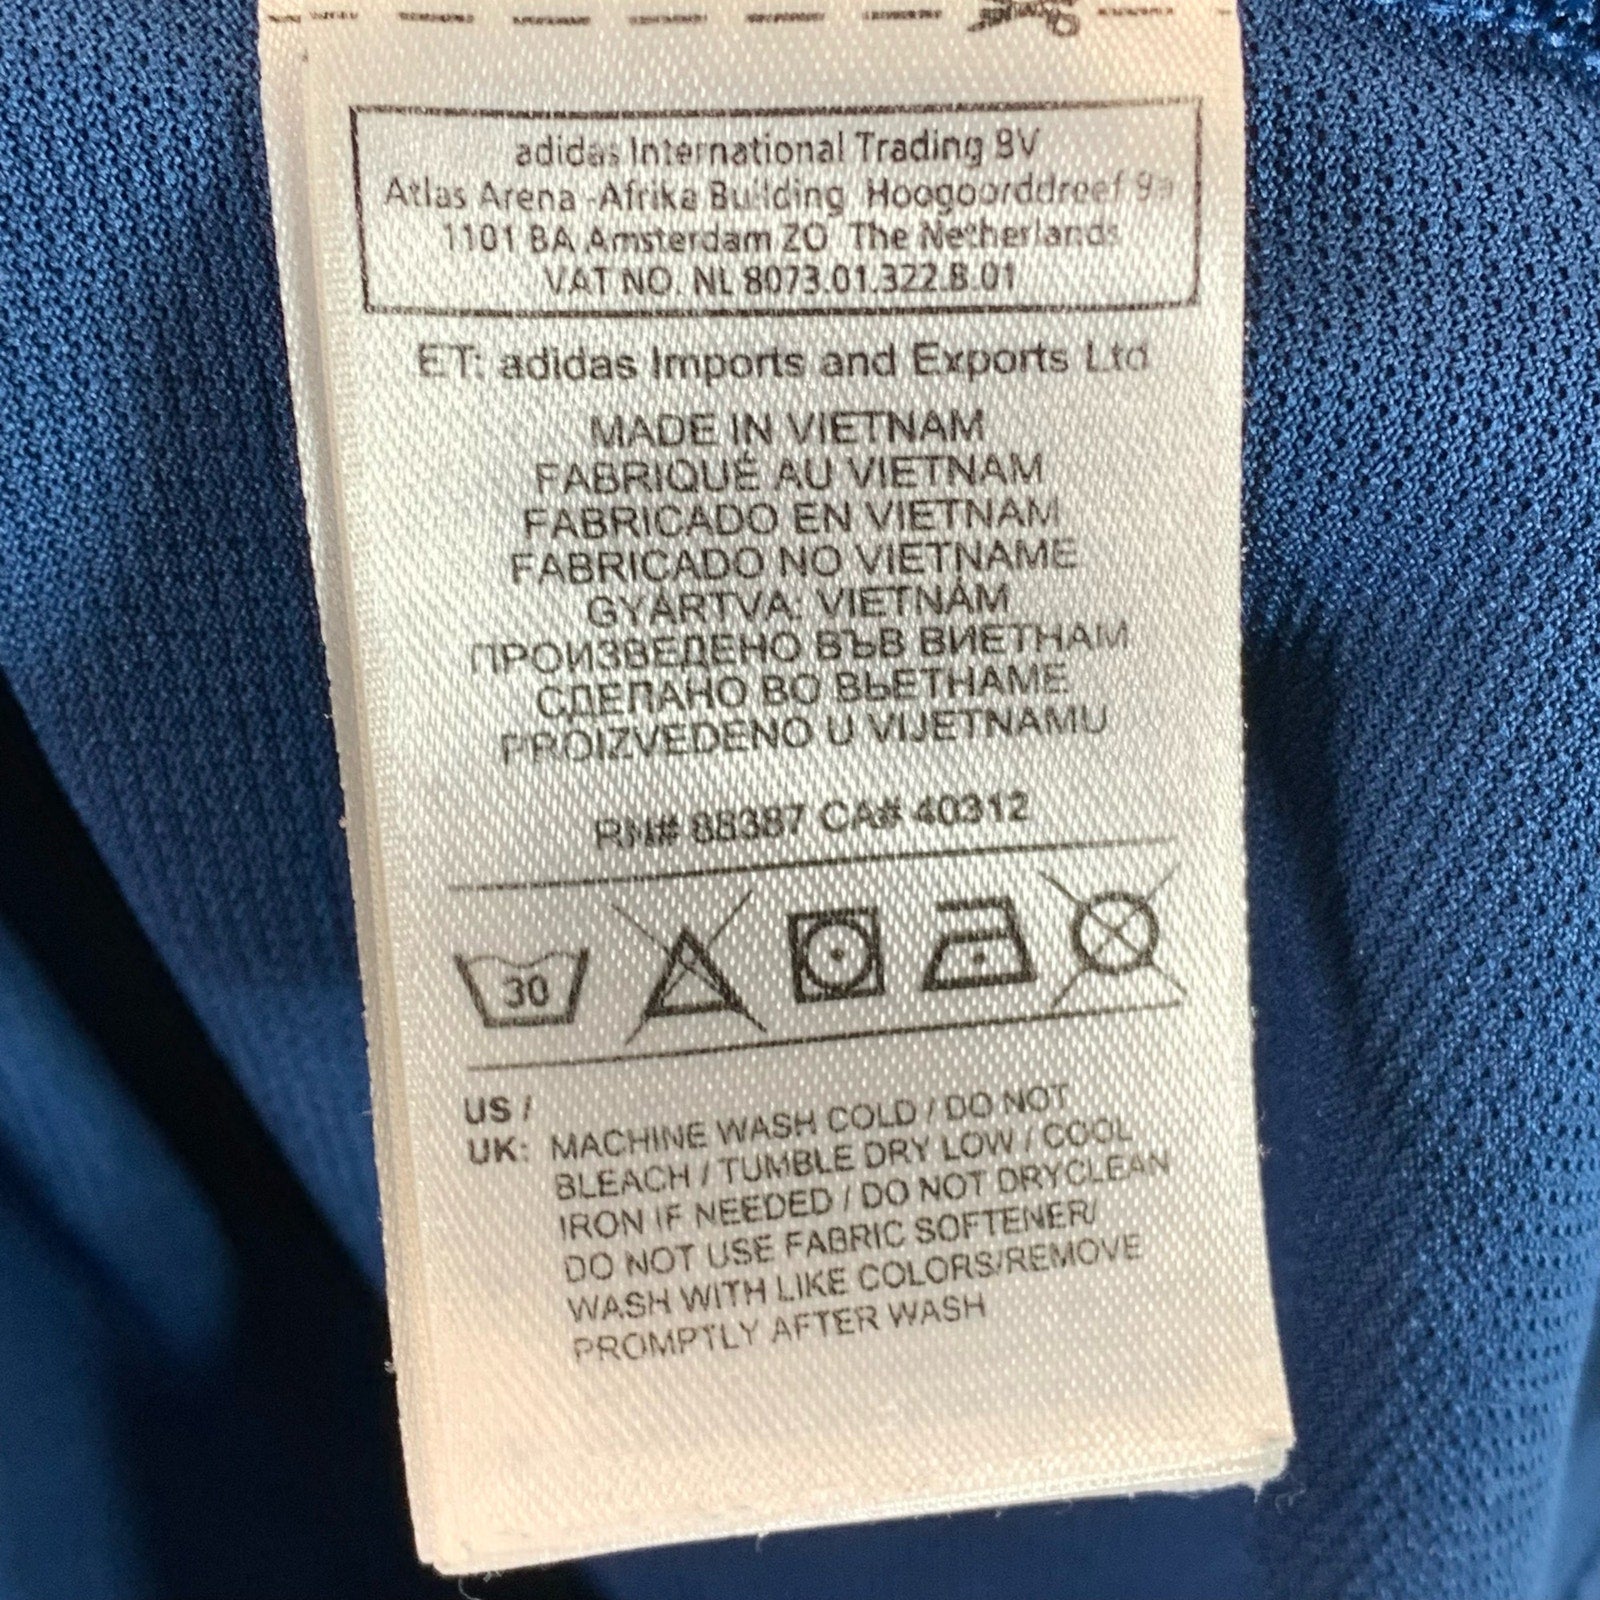 adidas International Trading BV
Atlas Arena -Afrika Building Hoogoorddreef 9a
1101 BA Amsterdam ZO The Netherlands
VAT NO. NL 8073.01.322.B.01
ET: adidas Imports and Exports Ltd
MADE IN VIETNAM
FABRIQUÉ AU VIETNAM
FABRICADO EN VIETNAM
FABRICADO NO VIETNAME
GYÁRTVA: VIETNÁM
ПРОИЗВЕДЕНО ВЪВ ВИЕТНАМ
СДЕЛАНО ВО ВЬЕТНАМЕ
PROIZVEDENO U VIJETNAMU
RN# 88387 CA# 40312
30
US /
UK: MACHINE WASH COLD / DO NOT
BLEACH / TUMBLE DRY LOW / COOL
IRON IF NEEDED / DO NOT DRYCLEAN
DO NOT USE FABRIC SOFTENER/
WASH WITH LIKE COLORS/REMOVE
PROMPTLY AFTER WASH